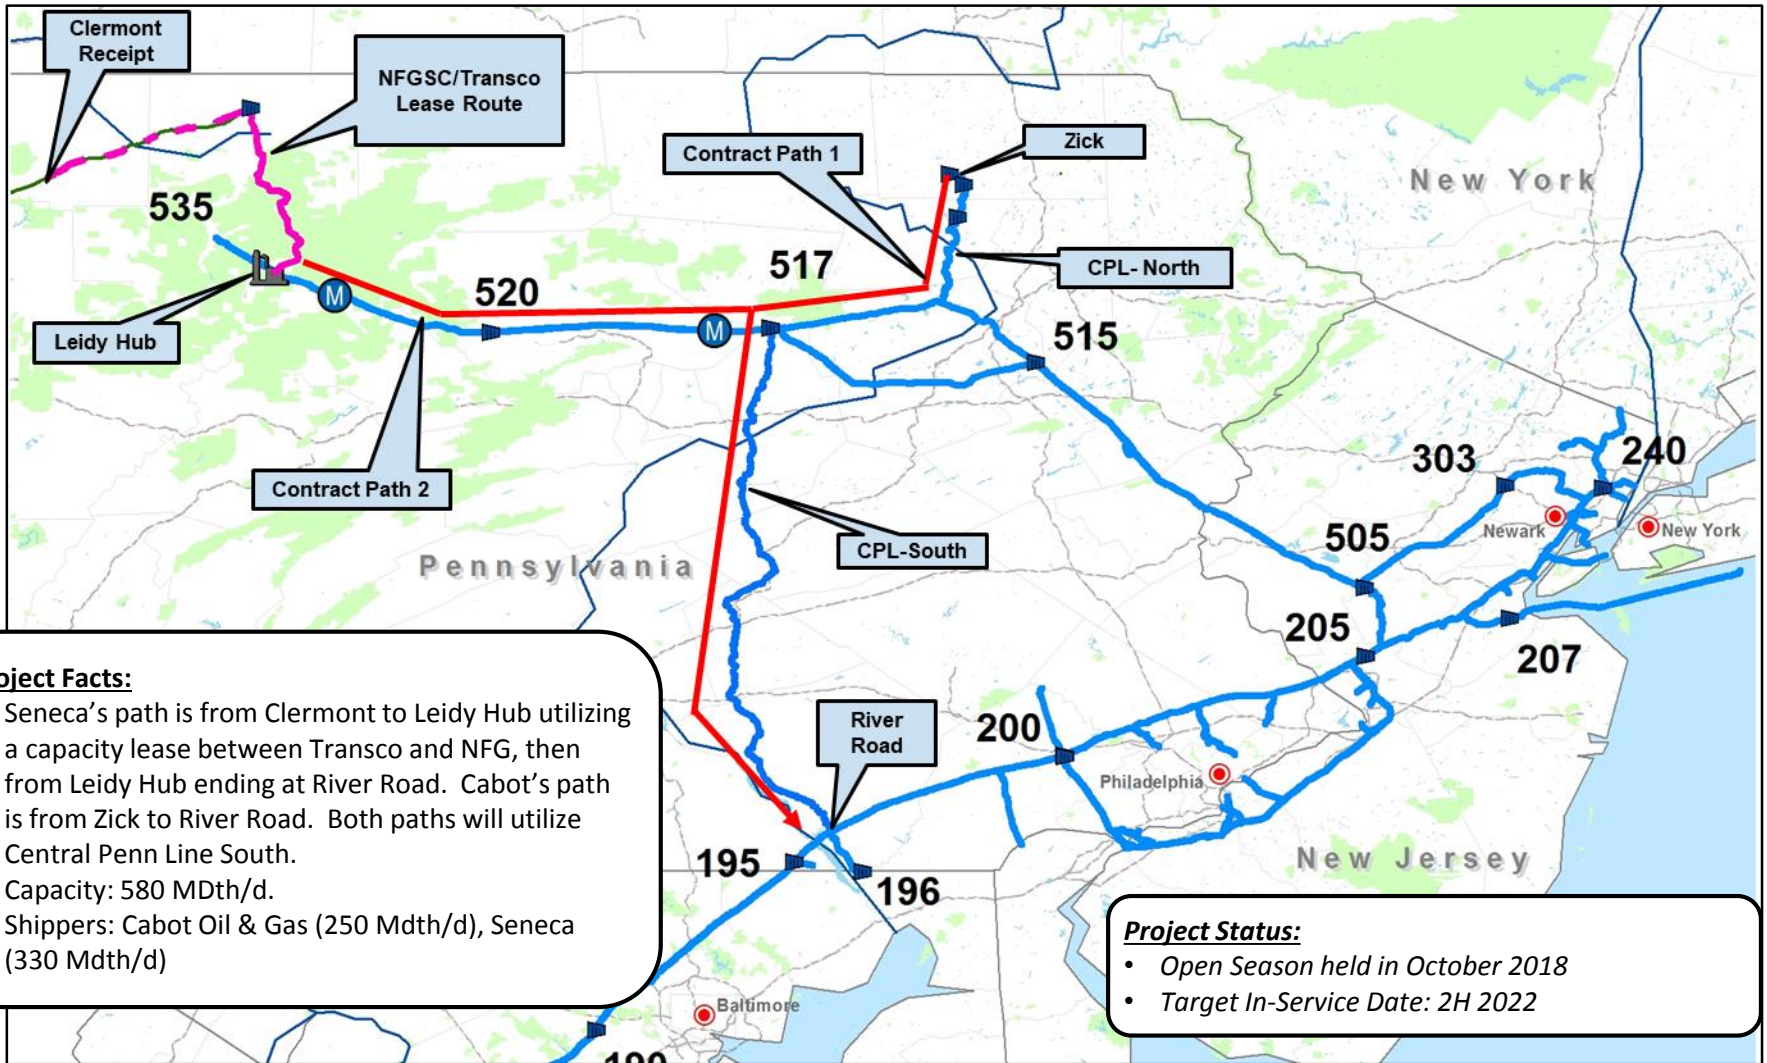 Clermont
Receipt
NFGSC/Transco
Lease Route
Contract Path 1
Zick
New York
535
CPL- North
517
520
M
M
Leidy Hub
515
Contract Path 2
303
240
Newark
New York
505
CPL-South
Pennsylvania
205
207
oject Facts:
Seneca's path is from Clermont to Leidy Hub utilizing
a capacity lease between Transco and NFG, then
from Leidy Hub ending at River Road. Cabot's path
is from Zick to River Road. Both paths will utilize
Central Penn Line South.
Capacity: 580 MDth/d.
Shippers: Cabot Oil & Gas (250 Mdth/d), Seneca
(330 Mdth/d)
River
Road
200
Philadelphia
195
196
New Jersey
Project Status:
• Open Season held in October 2018
• Target In-Service Date: 2H 2022
Baltimore